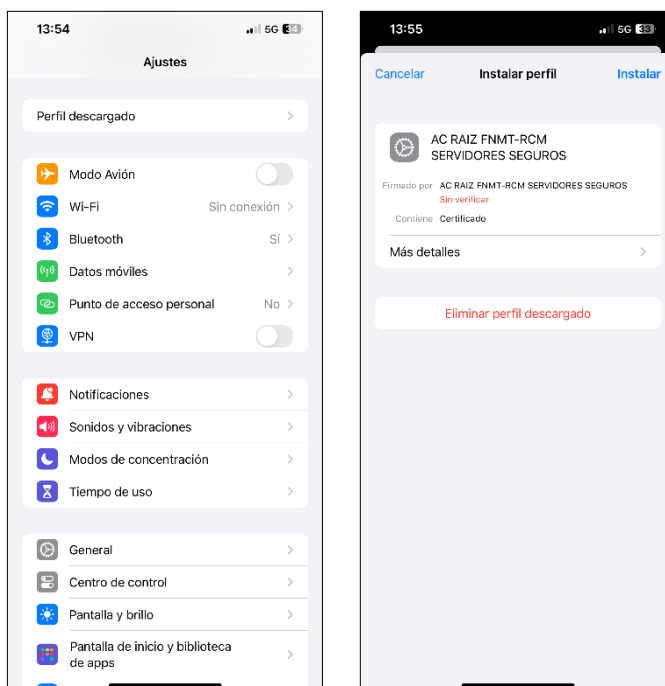 13:54
5G 34
Ajustes
Perfil descargado
Modo Avión
Wi-Fi Sin conexión
Bluetooth Sí
Datos móviles
Punto de acceso personal No
VPN
Notificaciones
Sonidos y vibraciones
Modos de concentración
Tiempo de uso
General
Centro de control
Pantalla y brillo
Pantalla de inicio y biblioteca
de apps
13:55
5G 33
Cancelar Instalar perfil Instalar
AC RAIZ FNMT-RCM
SERVIDORES SEGUROS
Firmado por AC RAIZ FNMT-RCM SERVIDORES SEGUROS
Sin verificar
Contiene Certificado
Más detalles
Eliminar perfil descargado